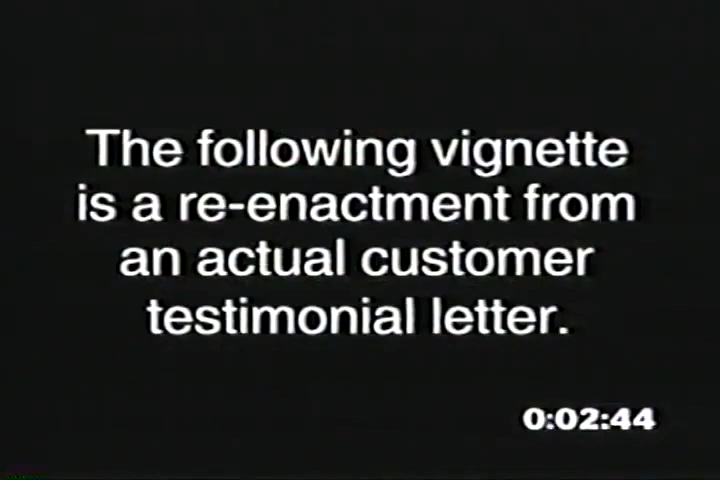 The following vignette
is a re-enactment from
an actual customer
testimonial letter.
0:02:44